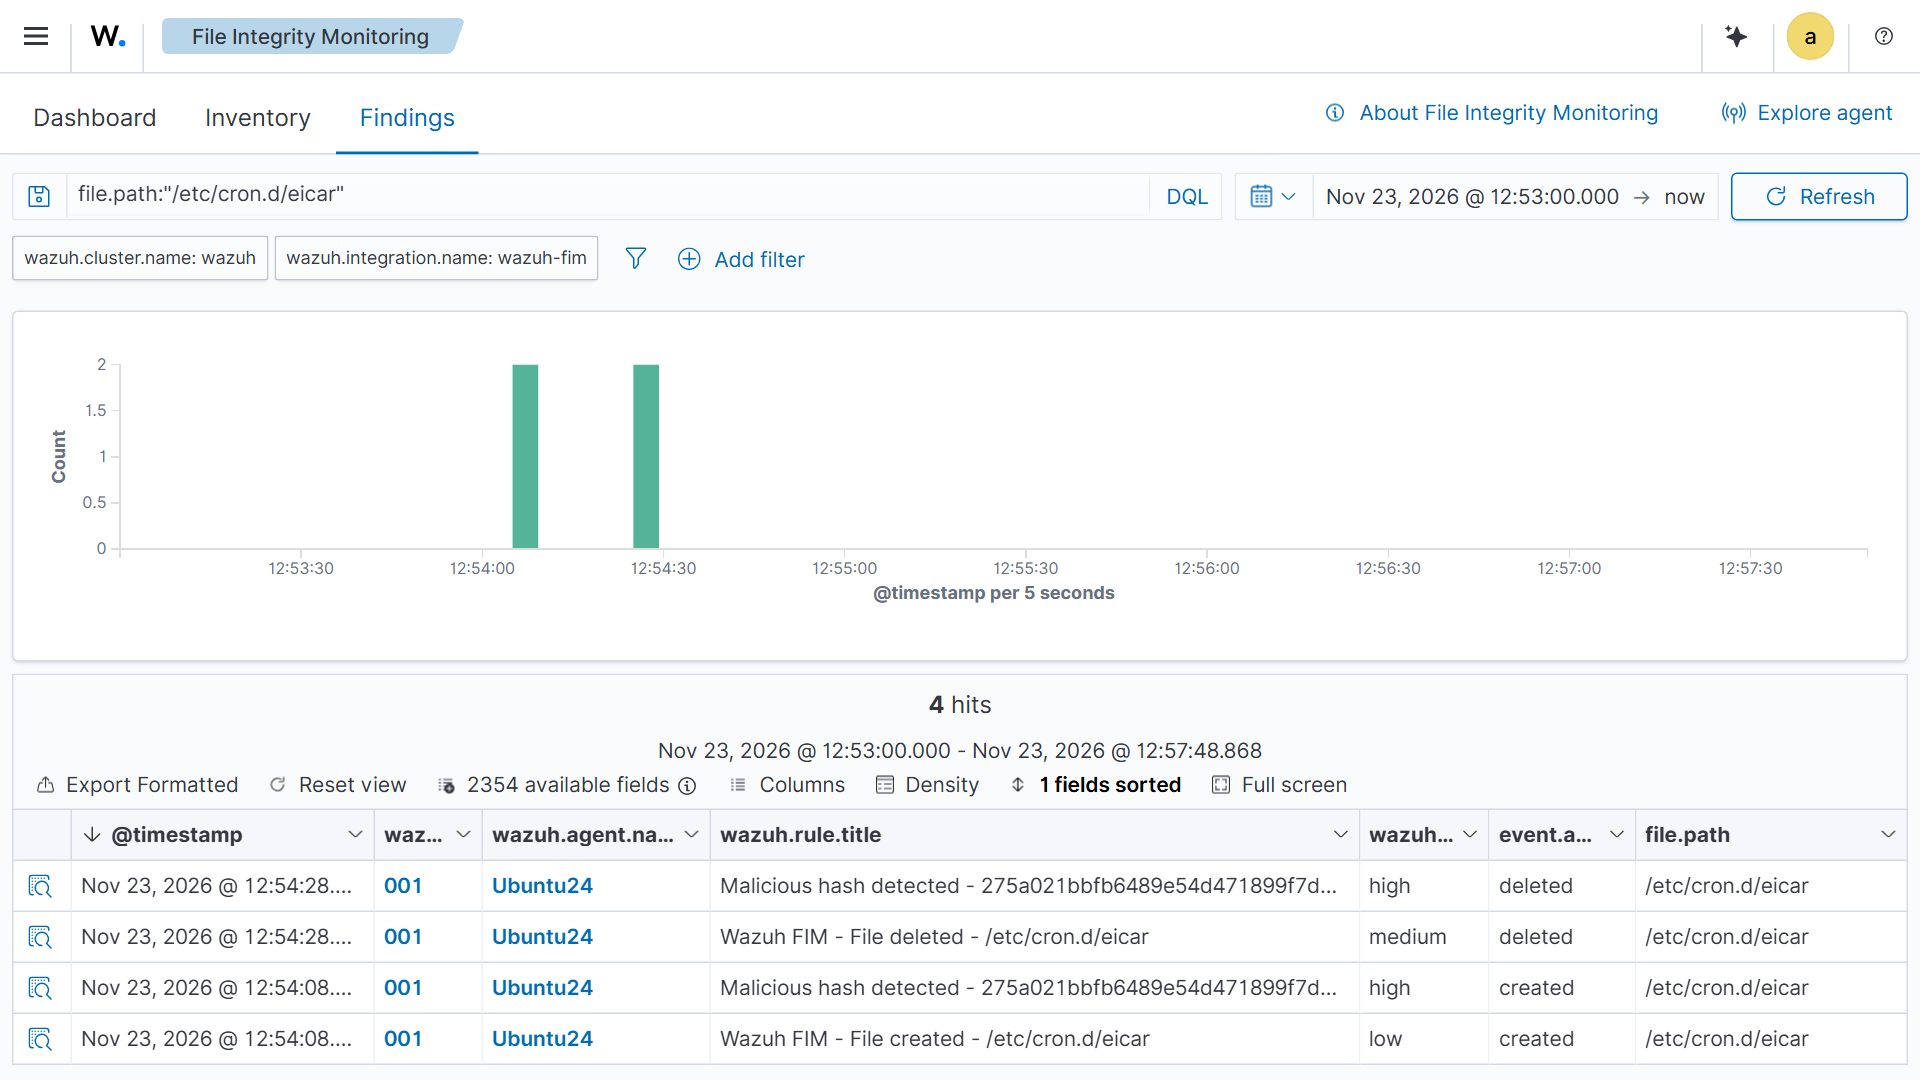 W.
File Integrity Monitoring
a
Dashboard
Inventory
Findings
About File Integrity Monitoring
Explore agent
file.path:"/etc/cron.d/eicar"
DQL
Nov 23, 2026 @ 12:53:00.000 → now
Refresh
wazuh.cluster.name: wazuh
wazuh.integration.name: wazuh-fim
Add filter
2
1.5
1
0.5
0
Count
12:53:30 12:54:00 12:54:30 12:55:00 12:55:30 12:56:00 12:56:30 12:57:00 12:57:30
@timestamp per 5 seconds
4 hits
Nov 23, 2026 @ 12:53:00.000 - Nov 23, 2026 @ 12:57:48.868
Export Formatted Reset view 2354 available fields Columns Density 1 fields sorted Full screen
@timestamp waz... wazuh.agent.na... wazuh.rule.title wazuh... event.a... file.path
Nov 23, 2026 @ 12:54:28.... 001 Ubuntu24 Malicious hash detected - 275a021bbfb6489e54d471899f7d... high deleted /etc/cron.d/eicar
Nov 23, 2026 @ 12:54:28.... 001 Ubuntu24 Wazuh FIM - File deleted - /etc/cron.d/eicar medium deleted /etc/cron.d/eicar
Nov 23, 2026 @ 12:54:08.... 001 Ubuntu24 Malicious hash detected - 275a021bbfb6489e54d471899f7d... high created /etc/cron.d/eicar
Nov 23, 2026 @ 12:54:08.... 001 Ubuntu24 Wazuh FIM - File created - /etc/cron.d/eicar low created /etc/cron.d/eicar